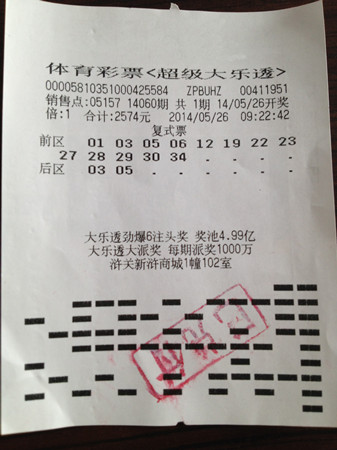 体育彩票<超级大乐透>
00005810351000425584 ZPBUHZ 00411951
销售点:05157 14060期 共 1期 14/05/26开奖
倍:1 合计:2574元 2014/05/26 09:22:42
复式票
前区 01 03 05 06 12 19 22 23
27 28 29 30 34 . . .
后区 03 05 . . . . . .
大乐透劲爆6注头奖 奖池4.99亿
大乐透大派奖 每期派奖1000万
浒关新浒商城1幢102室